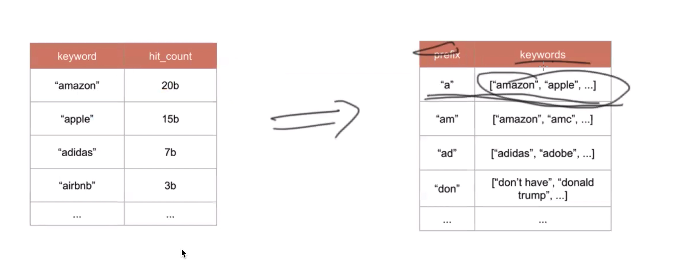 keyword hit_count
“amazon” 20b
“apple” 15b
“adidas” 7b
“airbnb” 3b
... ...
prefix keywords
“a” [“amazon”, “apple”, ...]
“am” [“amazon”, “amc”, ...]
“ad” [“adidas”, “adobe”, ...]
“don” [“don’t have”, “donald
trump”, ...]
... ...